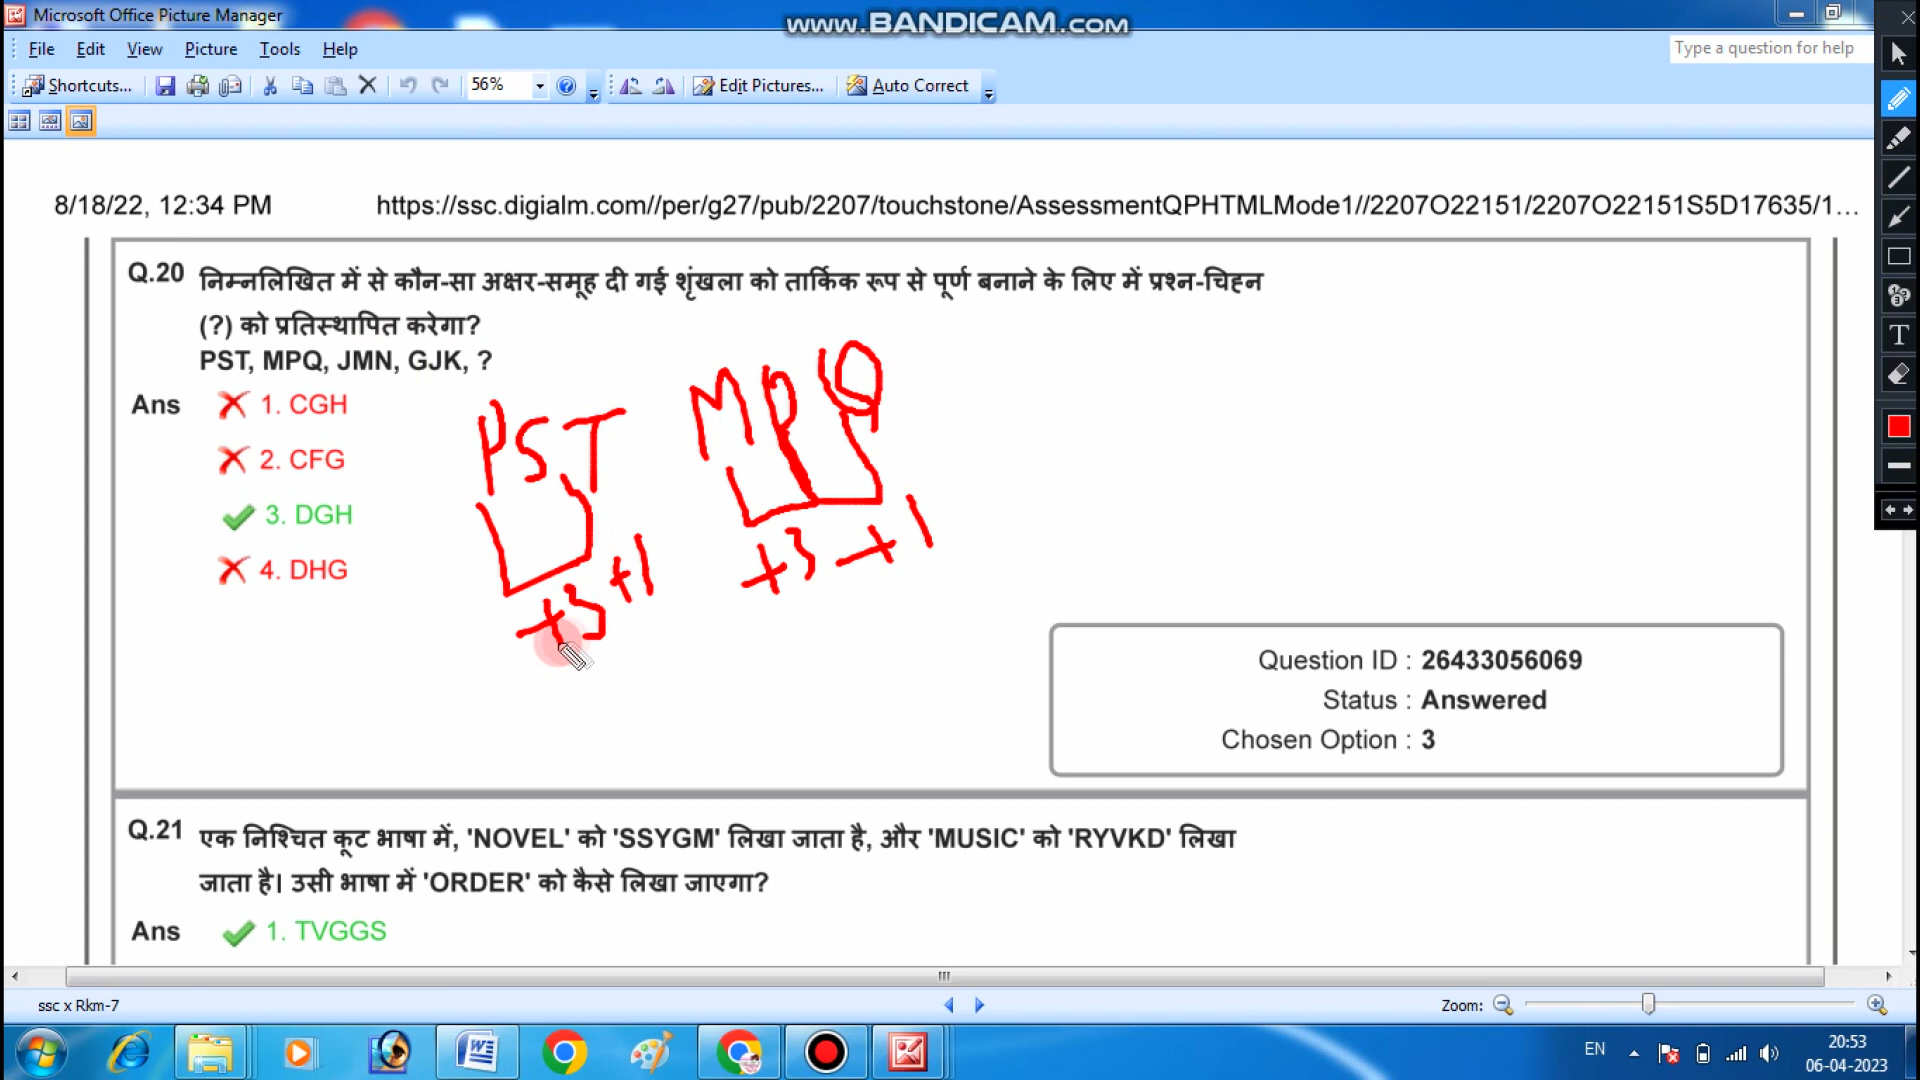 Microsoft Office Picture Manager
www.BANDICAM.com
File Edit View Picture Tools Help
Type a question for help
Shortcuts... 56% Edit Pictures... Auto Correct
8/18/22, 12:34 PM https://ssc.digialm.com//per/g27/pub/2207/touchstone/AssessmentQPHTMLMode1//2207O22151/2207O22151S5D17635/1...
Q.20 निम्नलिखित में से कौन-सा अक्षर-समूह दी गई शृंखला को तार्किक रूप से पूर्ण बनाने के लिए में प्रश्न-चिह्न
(?) को प्रतिस्थापित करेगा?
PST, MPQ, JMN, GJK, ?
Ans 1. CGH
2. CFG
3. DGH
4. DHG
PST MPQ
+3 +1 +3 +1
Question ID : 26433056069
Status : Answered
Chosen Option : 3
Q.21 एक निश्चित कूट भाषा में, 'NOVEL' को 'SSYGM' लिखा जाता है, और 'MUSIC' को 'RYVKD' लिखा
जाता है। उसी भाषा में 'ORDER' को कैसे लिखा जाएगा?
Ans 1. TVGGS
ssc x Rkm-7 Zoom:
EN 20:53
06-04-2023